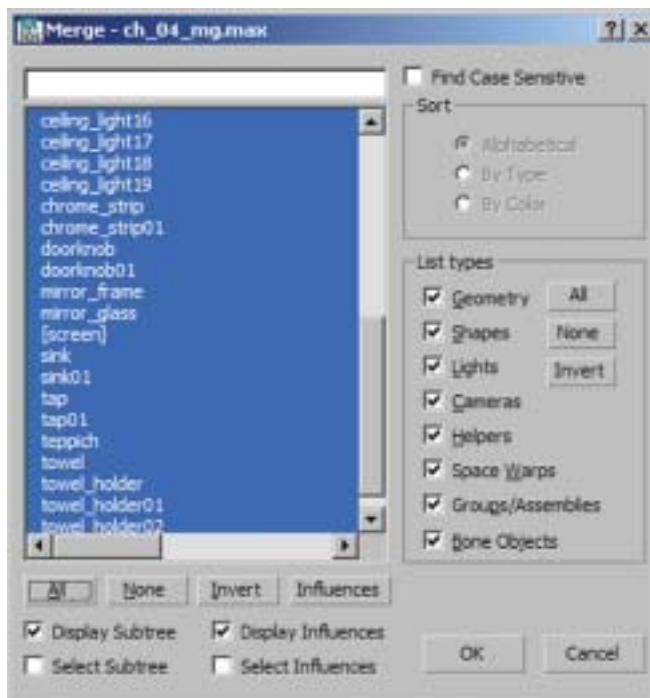 Merge - ch_04_mg.max
Find Case Sensitive
Sort
Alphabetical
By Type
By Color
ceiling_light16
ceiling_light17
ceiling_light18
ceiling_light19
chrome_strip
chrome_strip01
doorknob
doorknob01
mirror_frame
mirror_glass
[screen]
sink
sink01
tap
tap01
teppich
towel
towel_holder
towel_holder01
towel_holder02
List types
Geometry
All
Shapes
None
Lights
Invert
Cameras
Helpers
Space Warps
Groups/Assemblies
Bone Objects
All
None
Invert
Influences
Display Subtree
Display Influences
Select Subtree
Select Influences
OK
Cancel